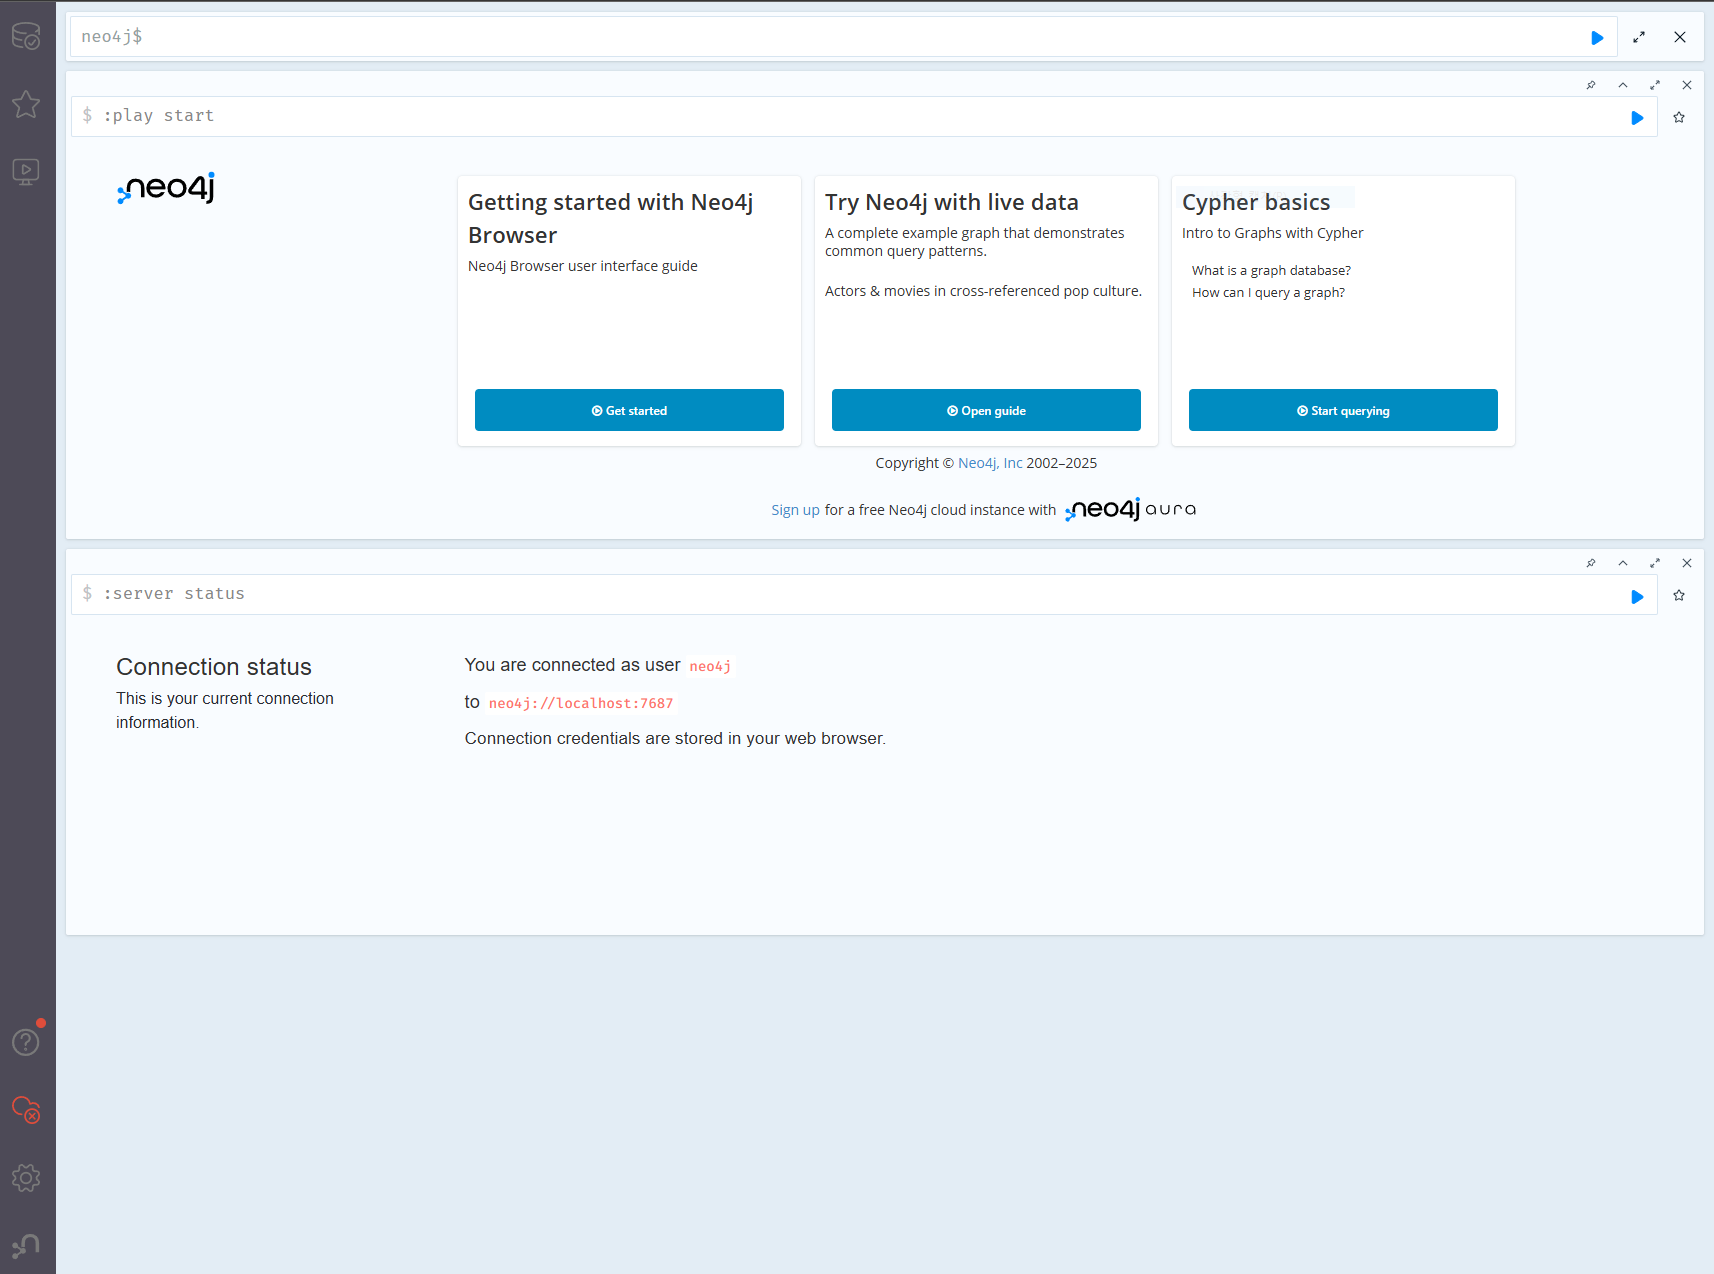 neo4j$
$ :play start
neo4j
Getting started with Neo4j
Browser
Neo4j Browser user interface guide
Get started
Try Neo4j with live data
A complete example graph that demonstrates
common query patterns.
Actors & movies in cross-referenced pop culture.
Open guide
Cypher basics
Intro to Graphs with Cypher
What is a graph database?
How can I query a graph?
Start querying
Copyright © Neo4j, Inc 2002–2025
Sign up for a free Neo4j cloud instance with neo4j aura
$ :server status
Connection status
This is your current connection
information.
You are connected as user neo4j
to neo4j://localhost:7687
Connection credentials are stored in your web browser.